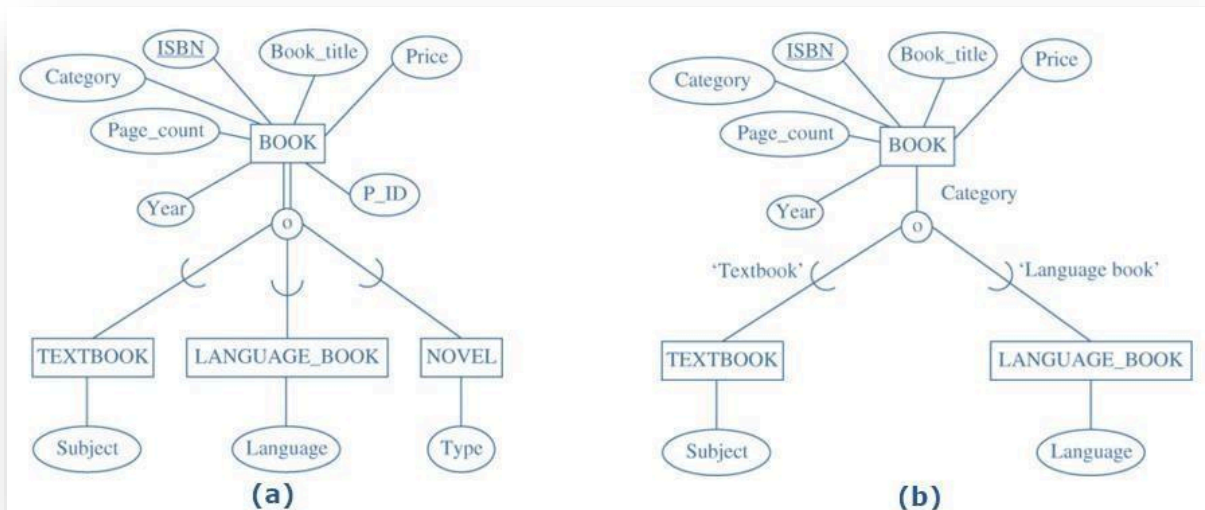 ISBN
Book_title
Price
Category
Page_count
BOOK
Year
P_ID
o
TEXTBOOK
LANGUAGE_BOOK
NOVEL
Subject
Language
Type
(a)
ISBN
Book_title
Price
Category
Page_count
BOOK
Year
Category
o
‘Textbook’
‘Language book’
TEXTBOOK
LANGUAGE_BOOK
Subject
Language
(b)